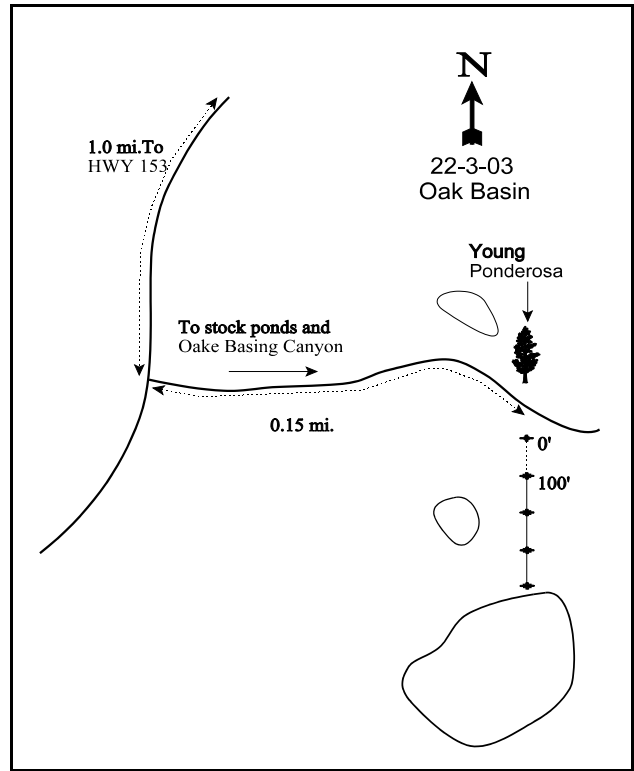 N
22-3-03
Oak Basin
1.0 mi.To
HWY 153
Young
Ponderosa
To stock ponds and
Oake Basing Canyon
0.15 mi.
0'
100'